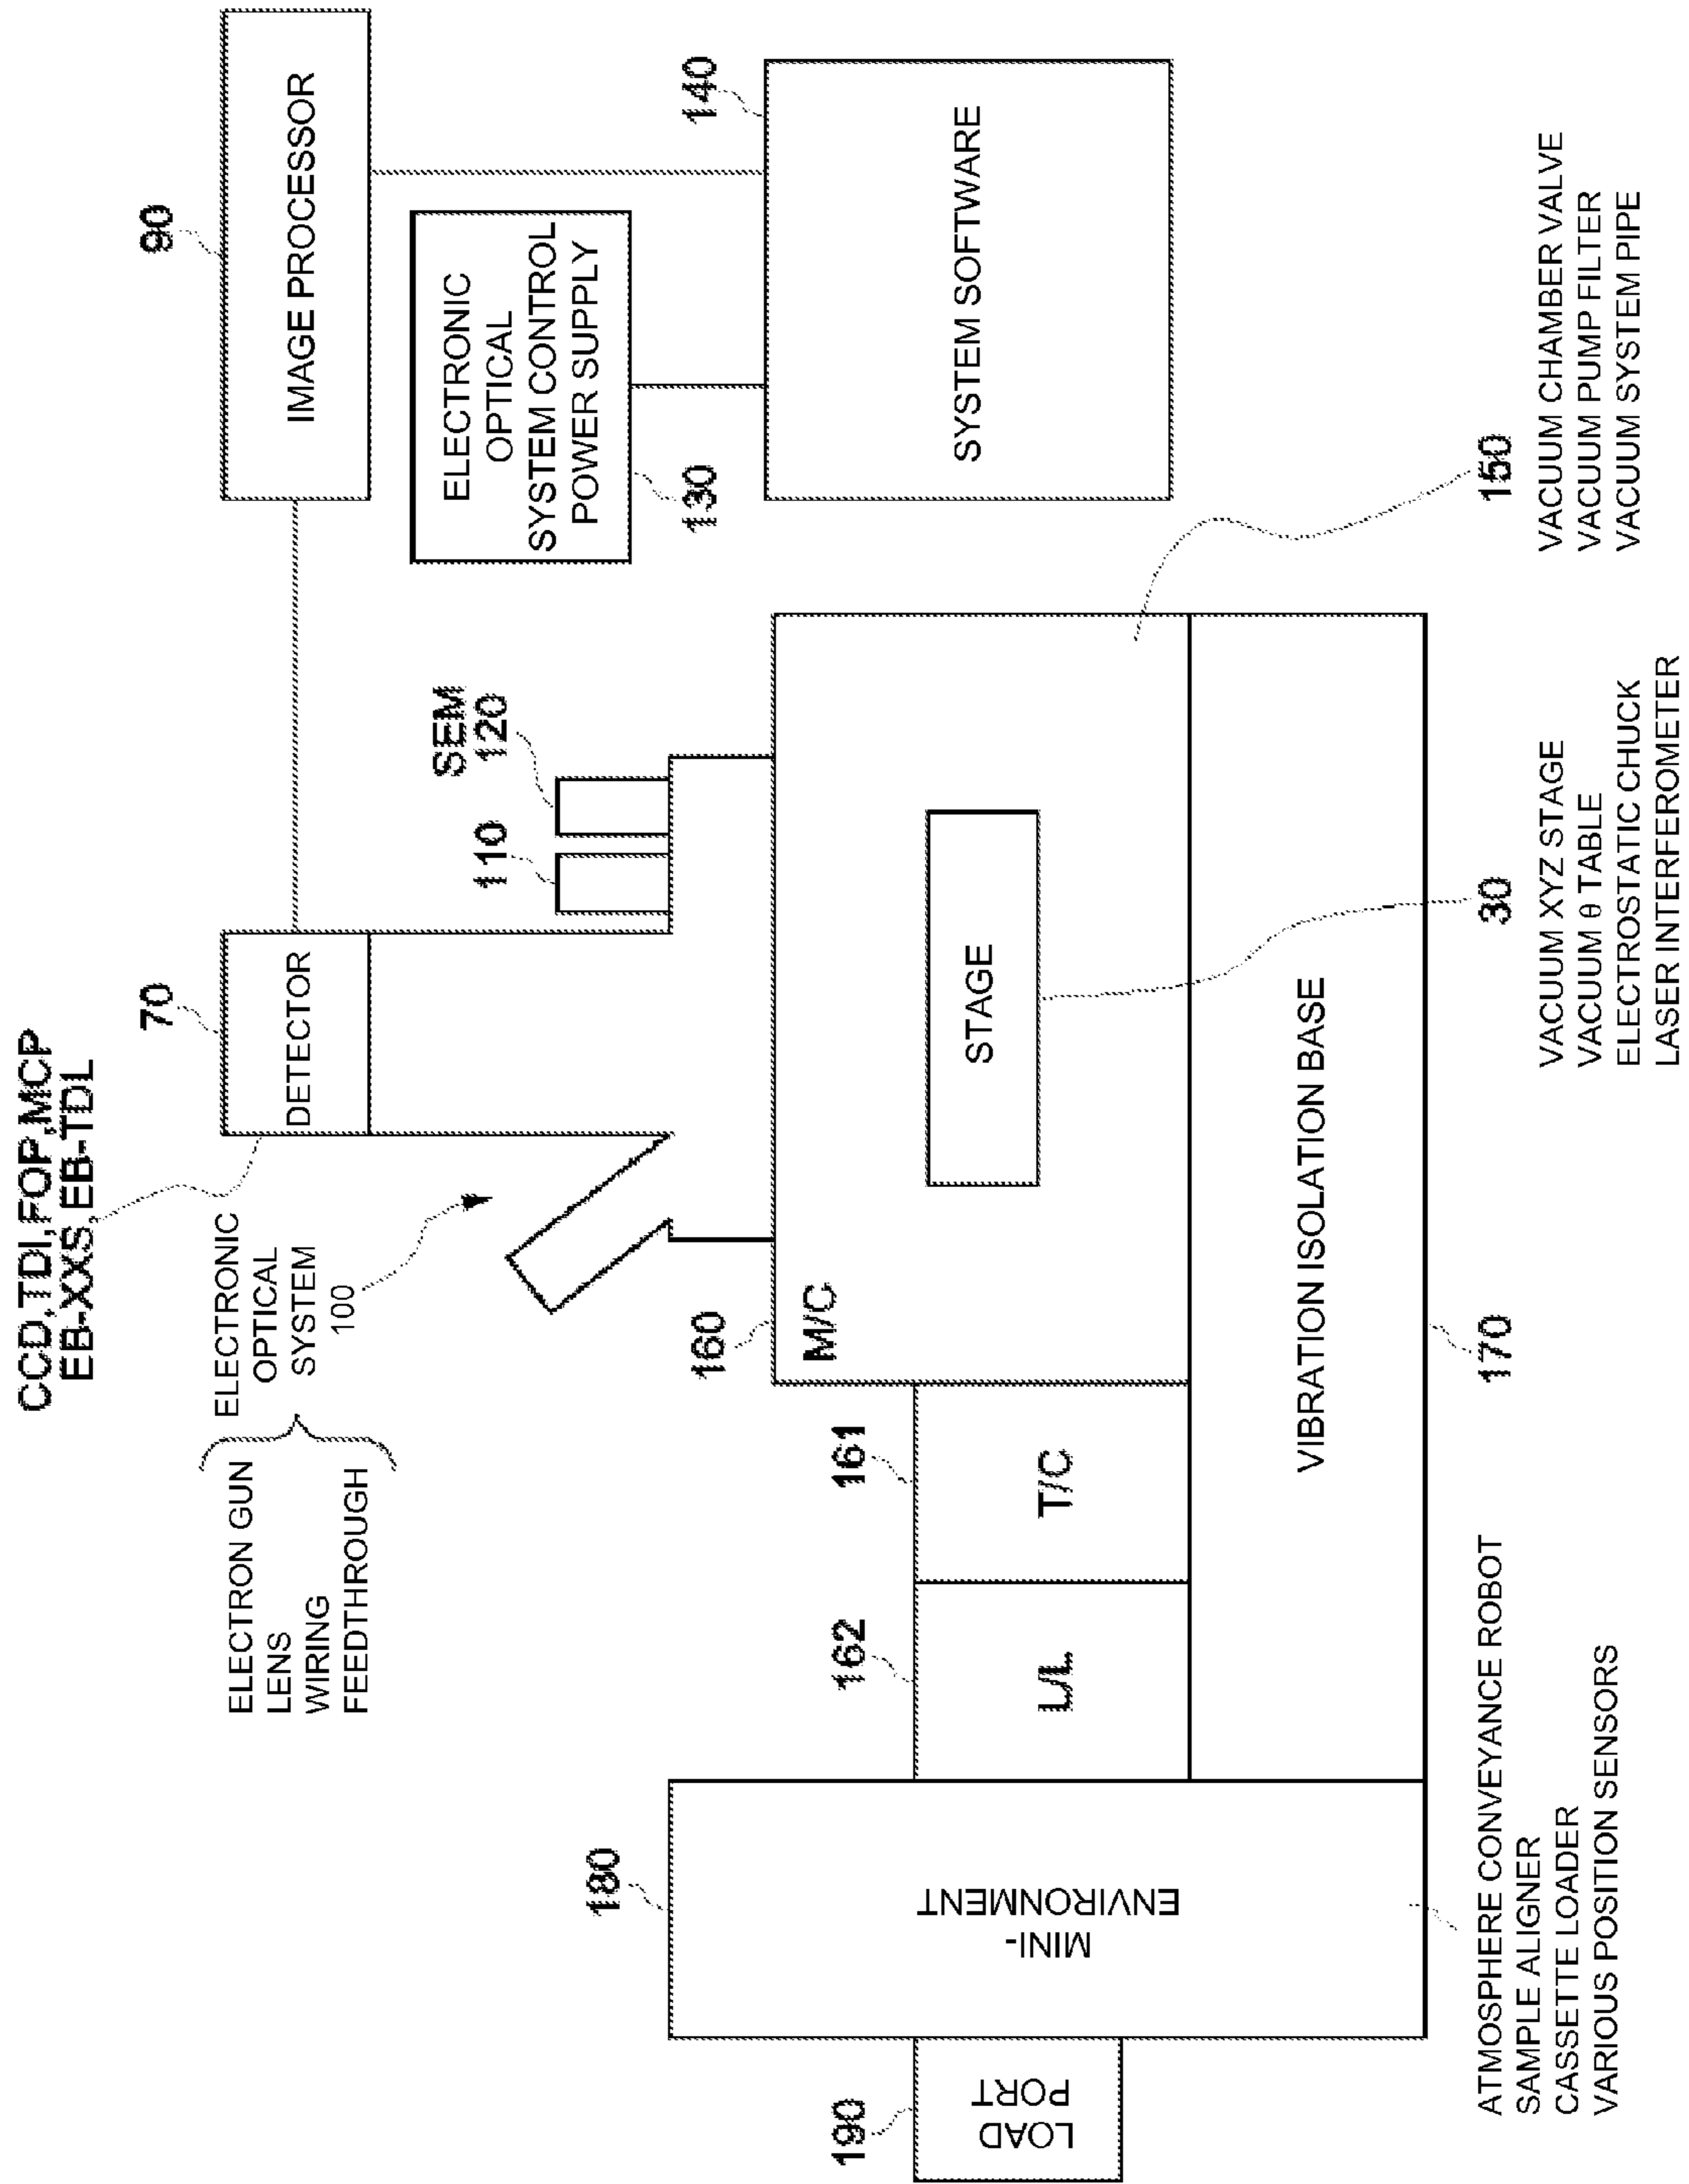 CCD,TDI,FOP,MCP
EB-XXS,EB-TDL
ELECTRON GUN
LENS
WIRING
FEEDTHROUGH
ELECTRONIC
OPTICAL
SYSTEM
100
70
DETECTOR
90
IMAGE PROCESSOR
110
SEM
120
ELECTRONIC
OPTICAL
SYSTEM CONTROL
POWER SUPPLY
130
140
SYSTEM SOFTWARE
160
M/C
STAGE
161
T/C
162
L/L
180
MINI-
ENVIRONMENT
190
LOAD
PORT
VIBRATION ISOLATION BASE
170
30
150
ATMOSPHERE CONVEYANCE ROBOT
SAMPLE ALIGNER
CASSETTE LOADER
VARIOUS POSITION SENSORS
VACUUM XYZ STAGE
VACUUM θ TABLE
ELECTROSTATIC CHUCK
LASER INTERFEROMETER
VACUUM CHAMBER VALVE
VACUUM PUMP FILTER
VACUUM SYSTEM PIPE